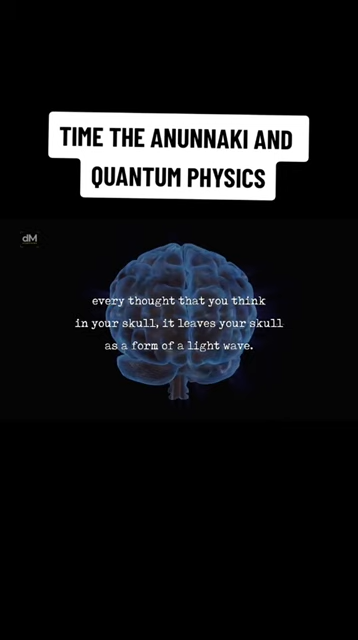 TIME THE ANUNNAKI AND
QUANTUM PHYSICS
dM
every thought that you think
in your skull, it leaves your skull
as a form of a light wave.